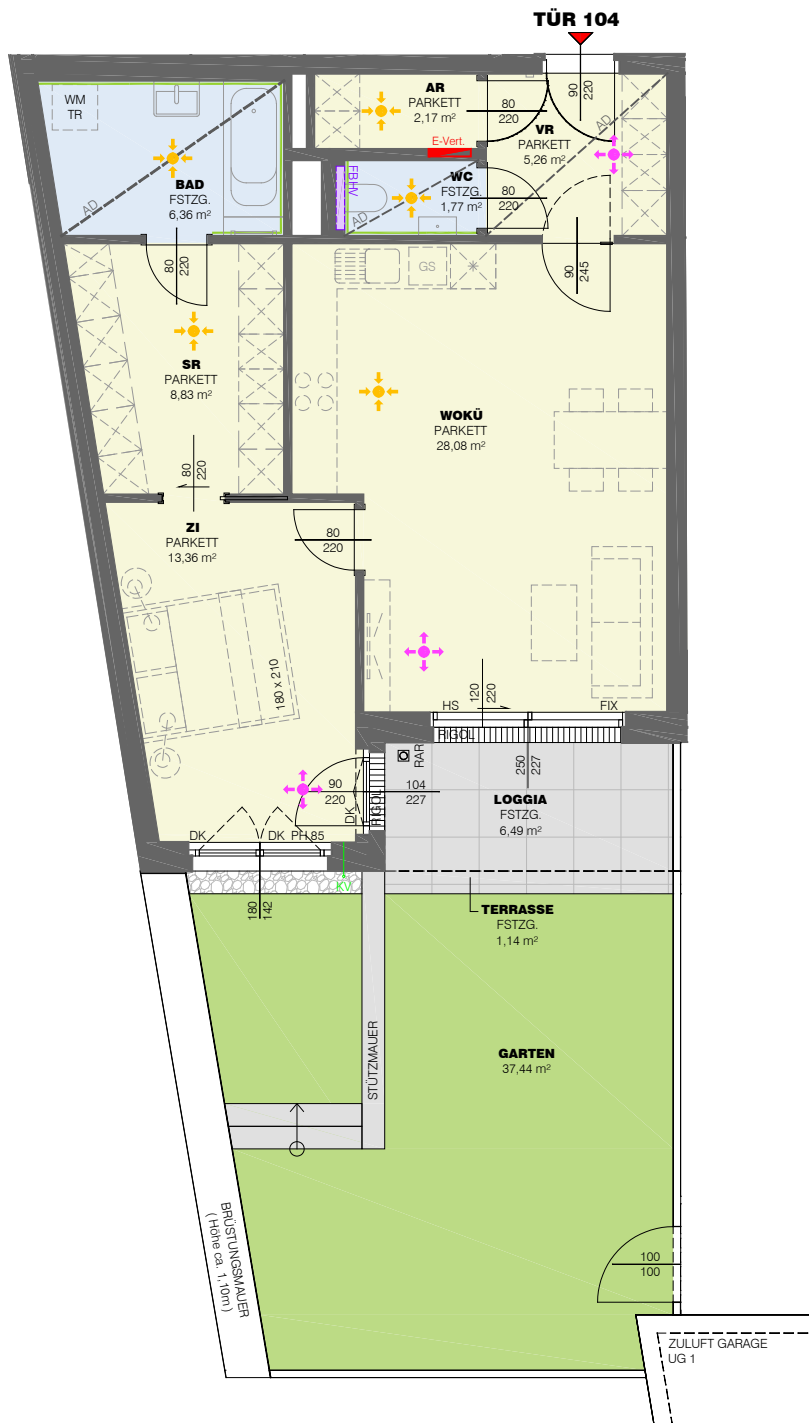 TÜR 104
90
220
AR
PARKETT
2,17 m²
80
220
VR
PARKETT
5,26 m²
AD
E-Vert.
WM
TR
BAD
FSTZG.
6,36 m²
AD
FBHV
WC
FSTZG.
1,77 m²
AD
80
220
80
220
GS
90
245
SR
PARKETT
8,83 m²
WOKÜ
PARKETT
28,08 m²
80
220
ZI
PARKETT
13,36 m²
80
220
180 x 210
120
220
HS
FIX
RIGOL
RAR
250
227
90
220
DK
RIGOL
104
227
LOGGIA
FSTZG.
6,49 m²
DK
DK
PH 85
KV
180
142
TERRASSE
FSTZG.
1,14 m²
STÜTZMAUER
GARTEN
37,44 m²
BRÜSTUNGSMAUER
( Höhe ca. 1,10m )
100
100
ZULUFT GARAGE
UG 1